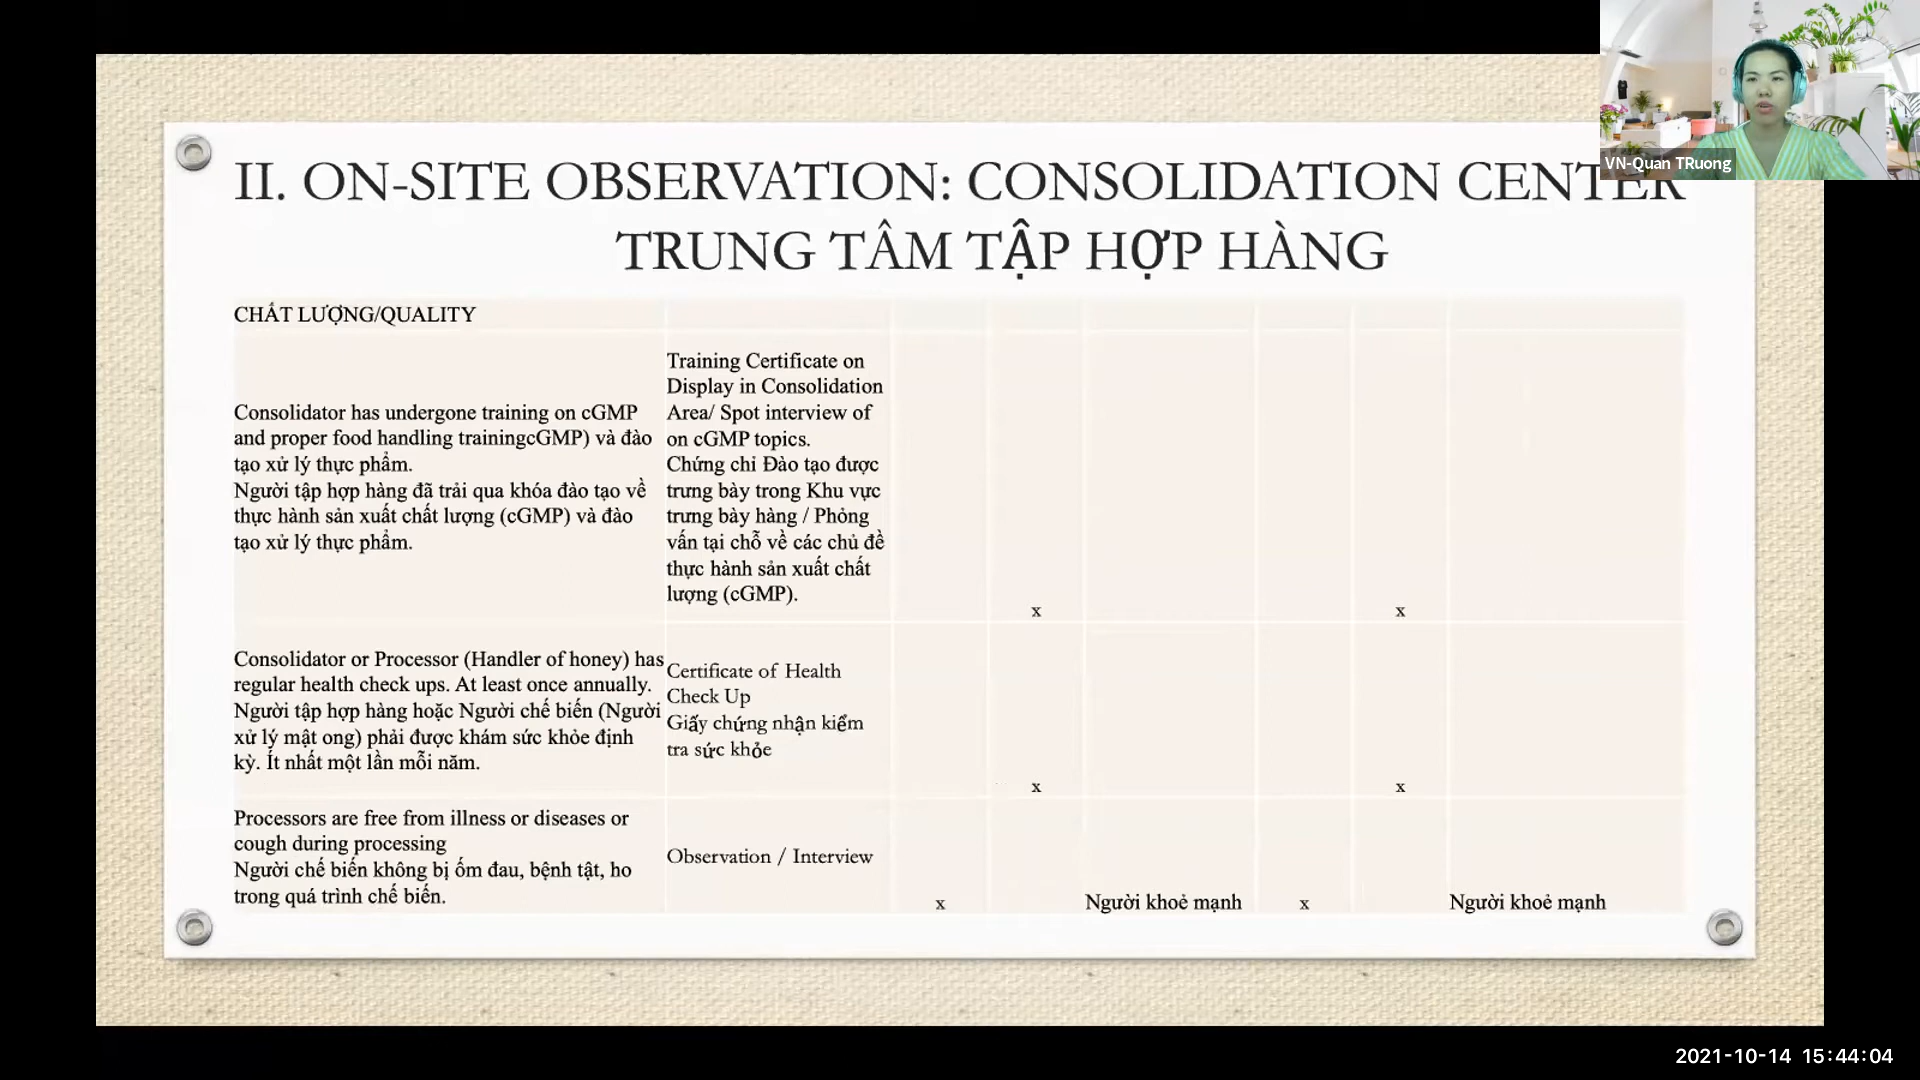 II. ON-SITE OBSERVATION: CONSOLIDATION CENTER
TRUNG TÂM TẬP HỢP HÀNG
VN-Quan TRuong
CHẤT LƯỢNG/QUALITY
Consolidator has undergone training on cGMP
and proper food handling trainingcGMP) và đào
tạo xử lý thực phẩm.
Người tập hợp hàng đã trải qua khóa đào tạo về
thực hành sản xuất chất lượng (cGMP) và đào
tạo xử lý thực phẩm.
Training Certificate on
Display in Consolidation
Area/ Spot interview of
on cGMP topics.
Chứng chỉ Đào tạo được
trưng bày trong Khu vực
trưng bày hàng / Phỏng
vấn tại chỗ về các chủ đề
thực hành sản xuất chất
lượng (cGMP).
x
x
Consolidator or Processor (Handler of honey) has
regular health check ups. At least once annually.
Người tập hợp hàng hoặc Người chế biến (Người
xử lý mật ong) phải được khám sức khỏe định
kỳ. Ít nhất một lần mỗi năm.
Certificate of Health
Check Up
Giấy chứng nhận kiểm
tra sức khỏe
x
x
Processors are free from illness or diseases or
cough during processing
Người chế biến không bị ốm đau, bệnh tật, ho
trong quá trình chế biến.
Observation / Interview
x
Người khoẻ mạnh
x
Người khoẻ mạnh
2021-10-14 15:44:04